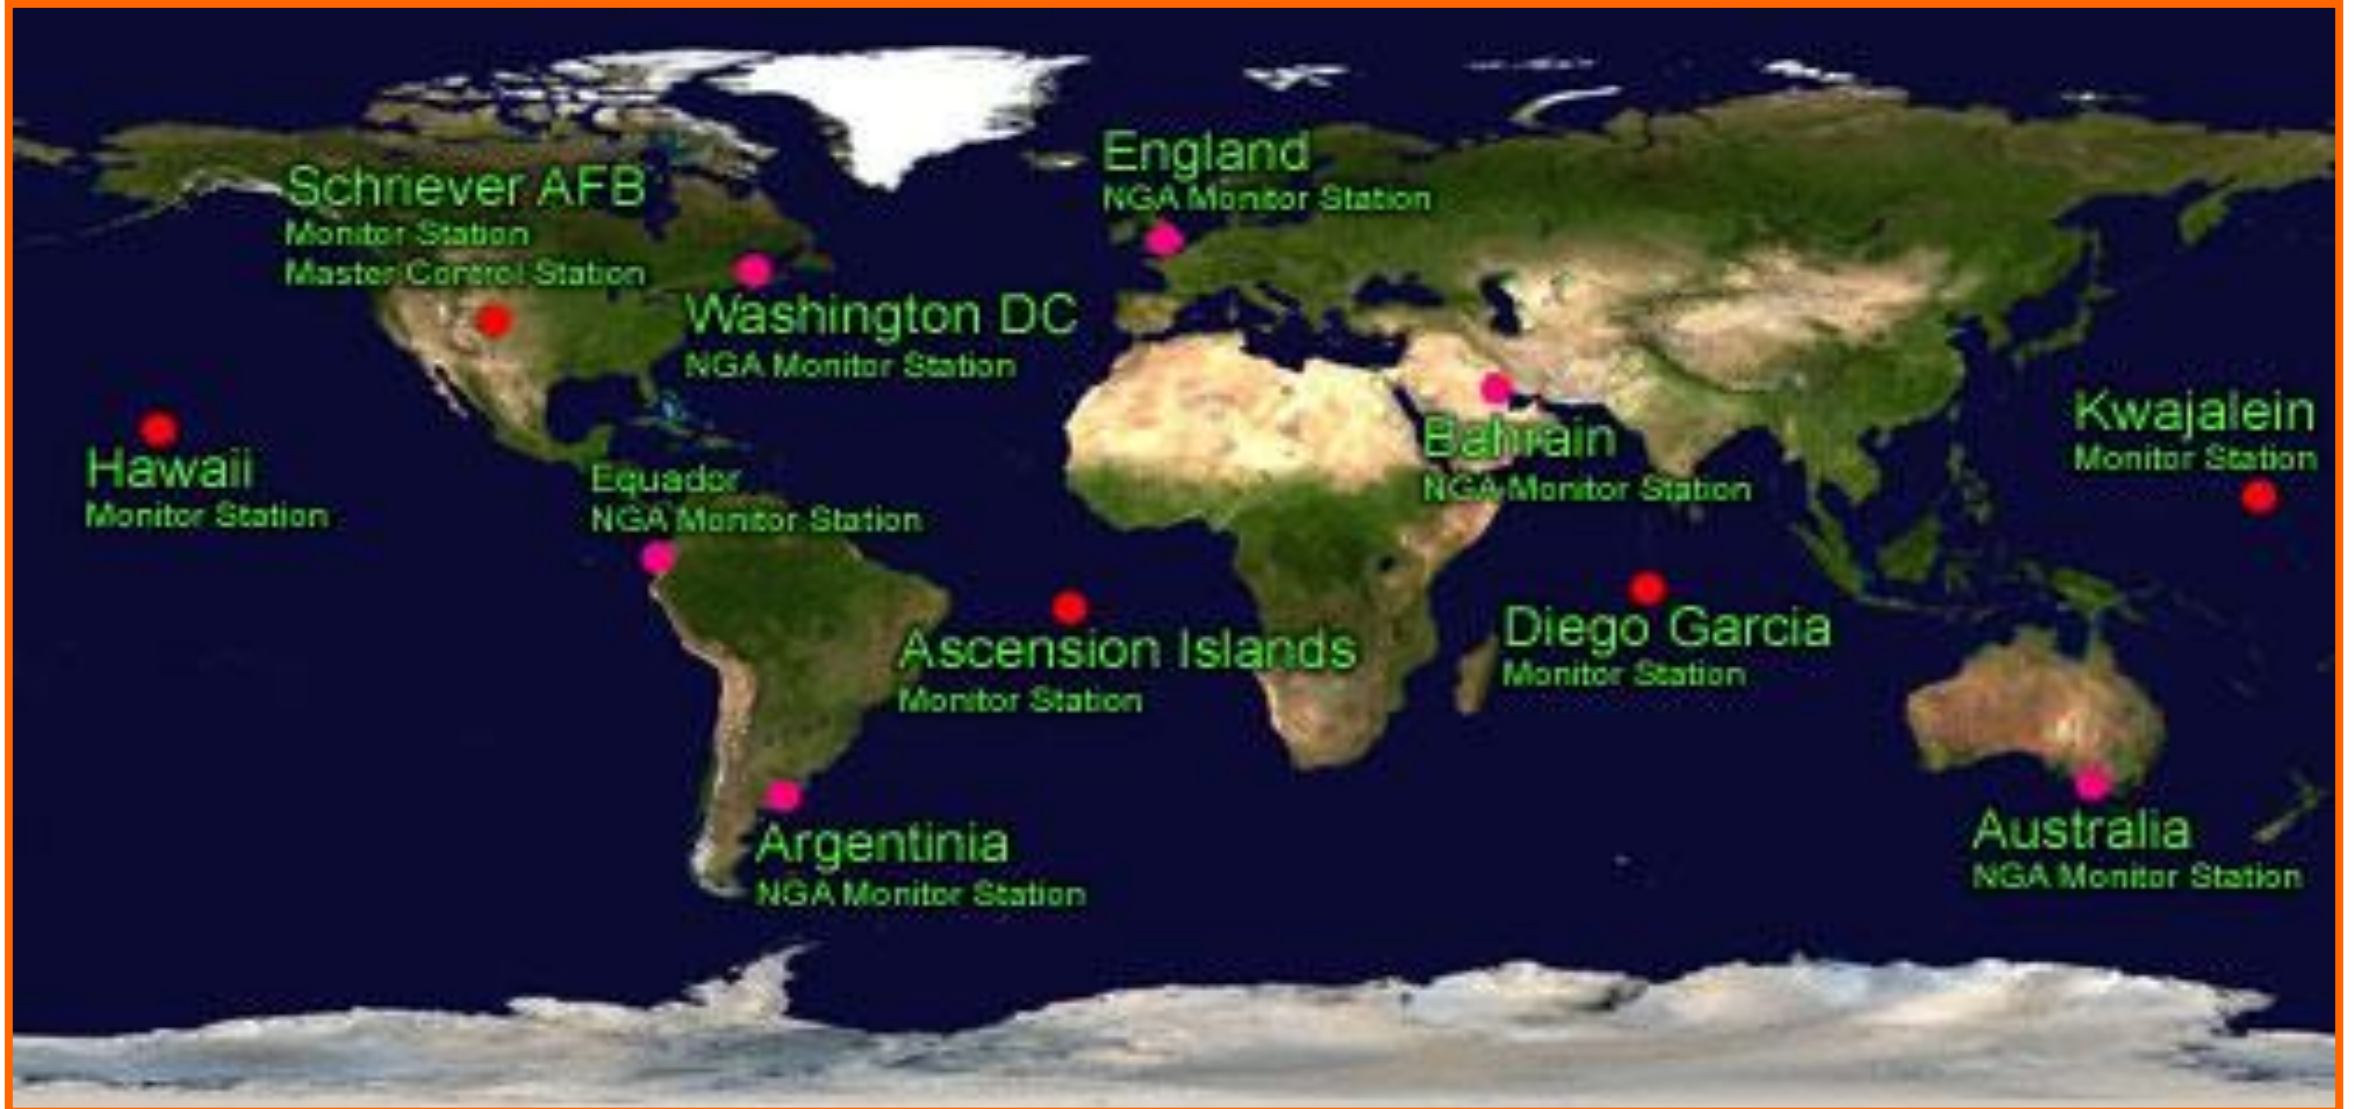 England
NGA Monitor Station
Schriever AFB
Monitor Station
Master Control Station
Washington DC
NGA Monitor Station
Kwajalein
Monitor Station
Hawaii
Monitor Station
Bahrain
NGA Monitor Station
Equador
NGA Monitor Station
Ascension Islands
Monitor Station
Diego Garcia
Monitor Station
Argentinia
NGA Monitor Station
Australia
NGA Monitor Station